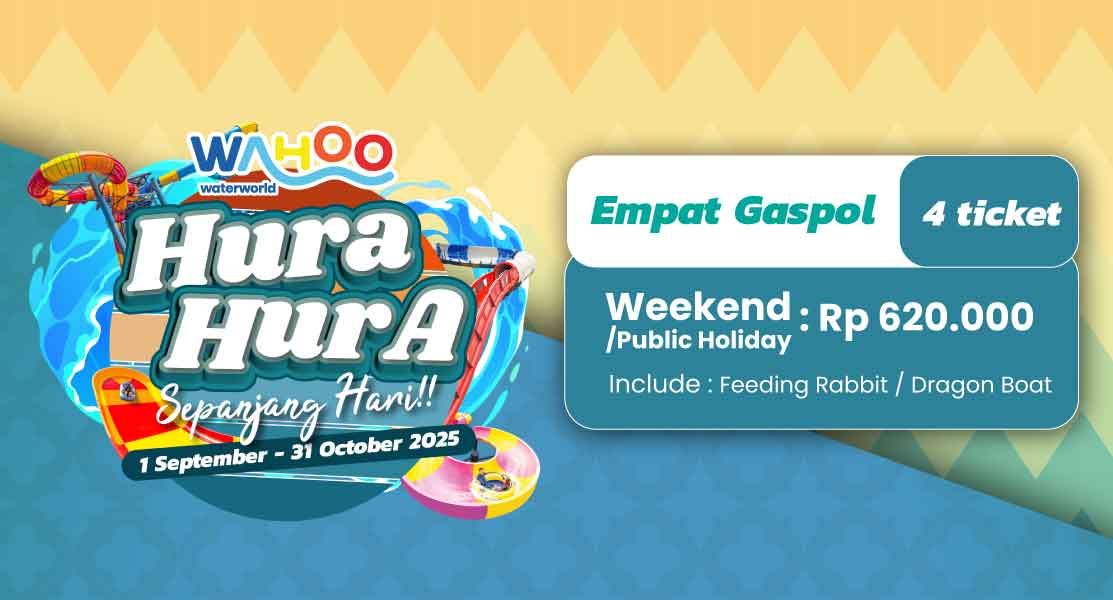 WAHOO
waterworld
Hura
HurA
Sepanjang Hari!!
1 September - 31 October 2025
Empat Gaspol
4 ticket
Weekend
/Public Holiday
: Rp 620.000
Include : Feeding Rabbit / Dragon Boat